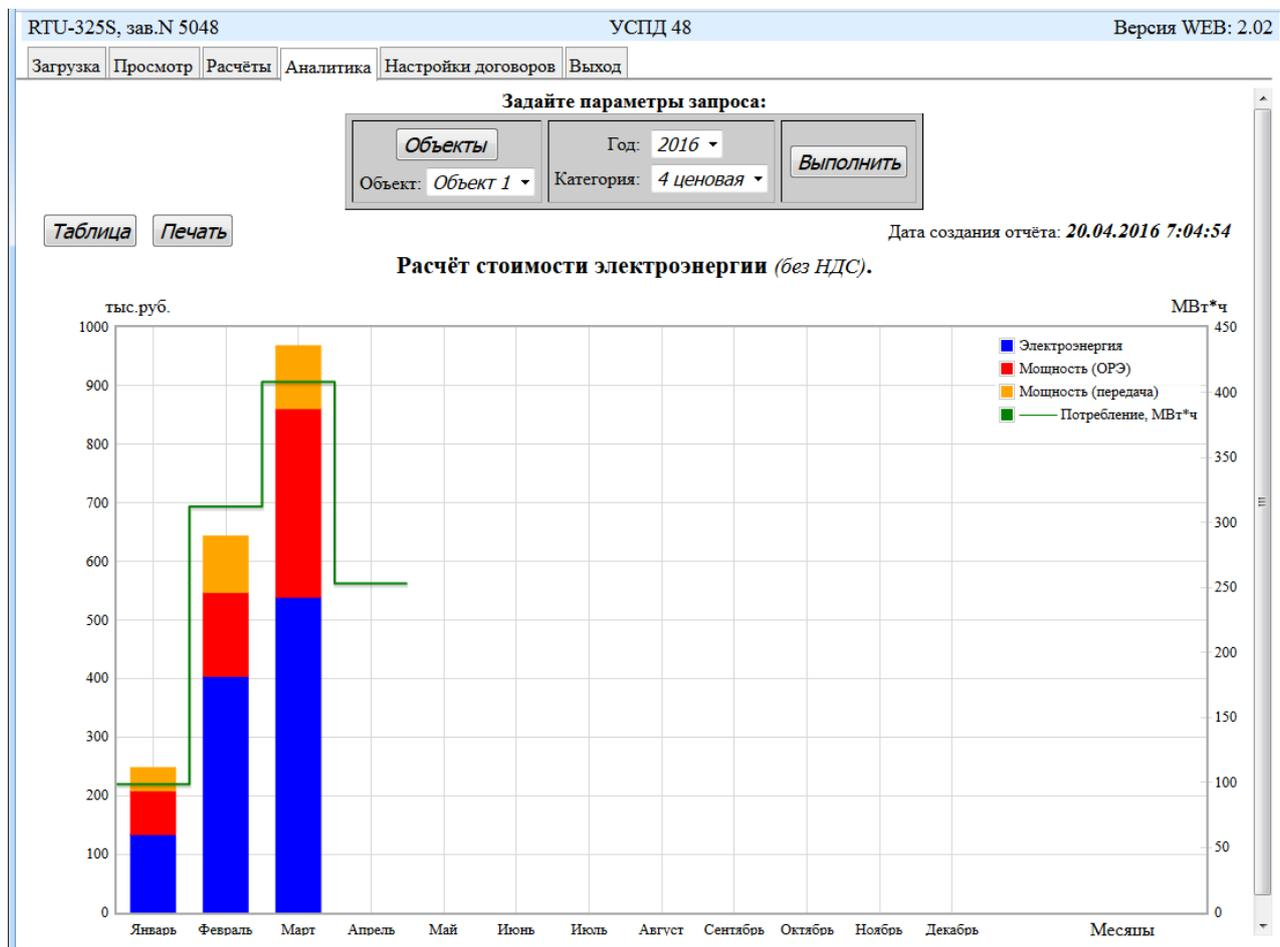 RTU-325S, зав.N 5048 УСПД 48 Версия WEB: 2.02
Загрузка Просмотр Расчёты Аналитика Настройки договоров Выход
Задайте параметры запроса:
Объекты Год: 2016 Выполнить
Объект: Объект 1 Категория: 4 ценовая
Таблица Печать Дата создания отчёта: 20.04.2016 7:04:54
Расчёт стоимости электроэнергии (без НДС).
тыс.руб. МВт*ч
1000 450
Электроэнергия
Мощность (ОРЭ)
900 400
Мощность (передача)
Потребление, МВт*ч
800 350
700 300
600 250
500 200
400 150
300 100
200 50
100 0
0
Январь Февраль Март Апрель Май Июнь Июль Август Сентябрь Октябрь Ноябрь Декабрь Месяцы